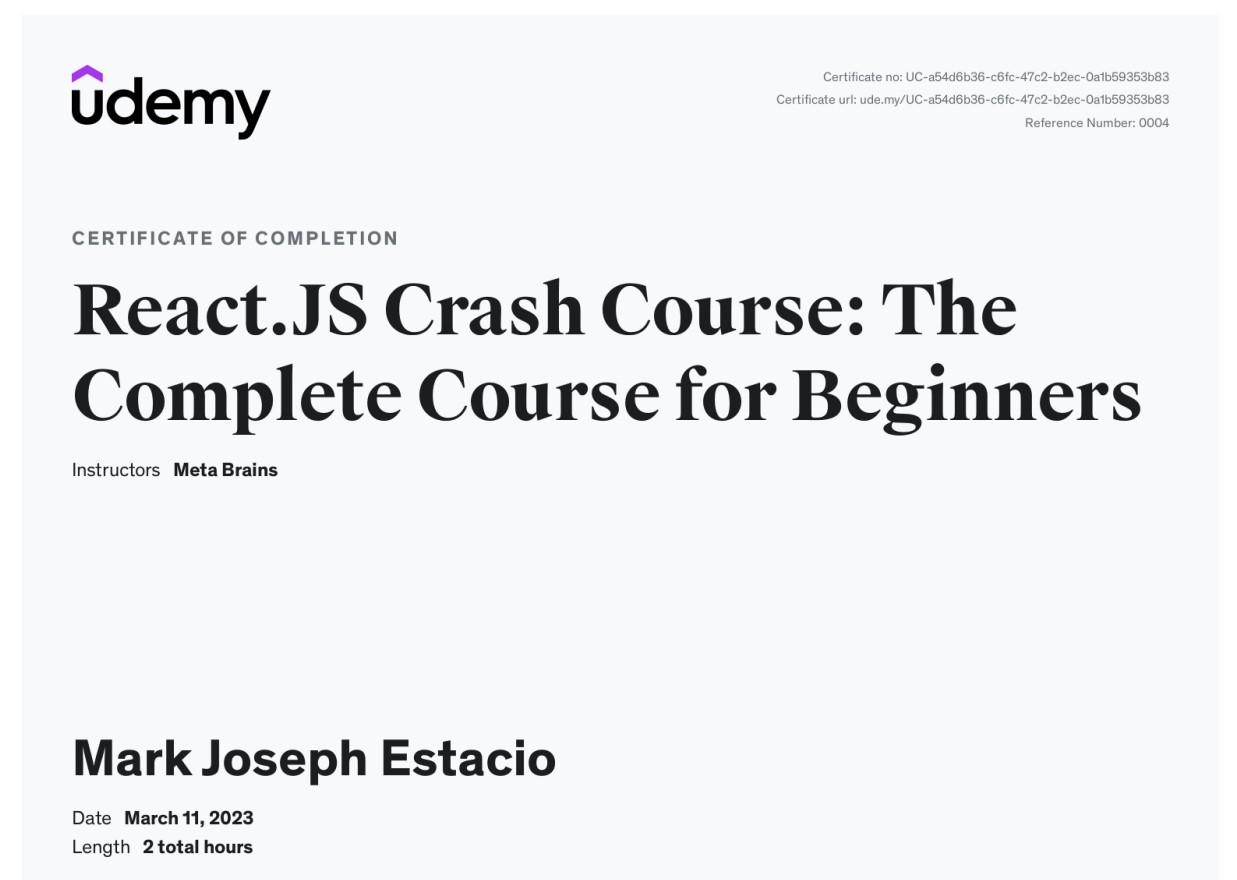 udemy
Certificate no: UC-a54d6b36-c6fc-47c2-b2ec-0a1b59353b83
Certificate url: ude.my/UC-a54d6b36-c6fc-47c2-b2ec-0a1b59353b83
Reference Number: 0004
CERTIFICATE OF COMPLETION
React.JS Crash Course: The
Complete Course for Beginners
Instructors Meta Brains
Mark Joseph Estacio
Date March 11, 2023
Length 2 total hours